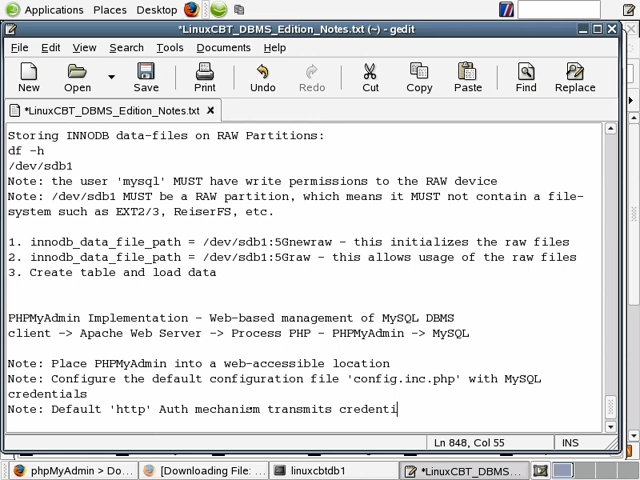 Applications Places Desktop
*LinuxCBT_DBMS_Edition_Notes.txt (~) - gedit
File Edit View Search Tools Documents Help
New Open Save Print Undo Redo Cut Copy Paste Find Replace
*LinuxCBT_DBMS_Edition_Notes.txt
Storing INNODB data-files on RAW Partitions:
df -h
/dev/sdb1
Note: the user 'mysql' MUST have write permissions to the RAW device
Note: /dev/sdb1 MUST be a RAW partition, which means it MUST not contain a file-
system such as EXT2/3, ReiserFS, etc.
1. innodb_data_file_path = /dev/sdb1:5Gnewraw - this initializes the raw files
2. innodb_data_file_path = /dev/sdb1:5Graw - this allows usage of the raw files
3. Create table and load data
PHPMyAdmin Implementation - Web-based management of MySQL DBMS
client -> Apache Web Server -> Process PHP - PHPMyAdmin -> MySQL
Note: Place PHPMyAdmin into a web-accessible location
Note: Configure the default configuration file 'config.inc.php' with MySQL
credentials
Note: Default 'http' Auth mechanism transmits credenti
Ln 848, Col 55 INS
phpMyAdmin > Do... [Downloading File: ... linuxcbtdb1 *LinuxCBT_DBMS...